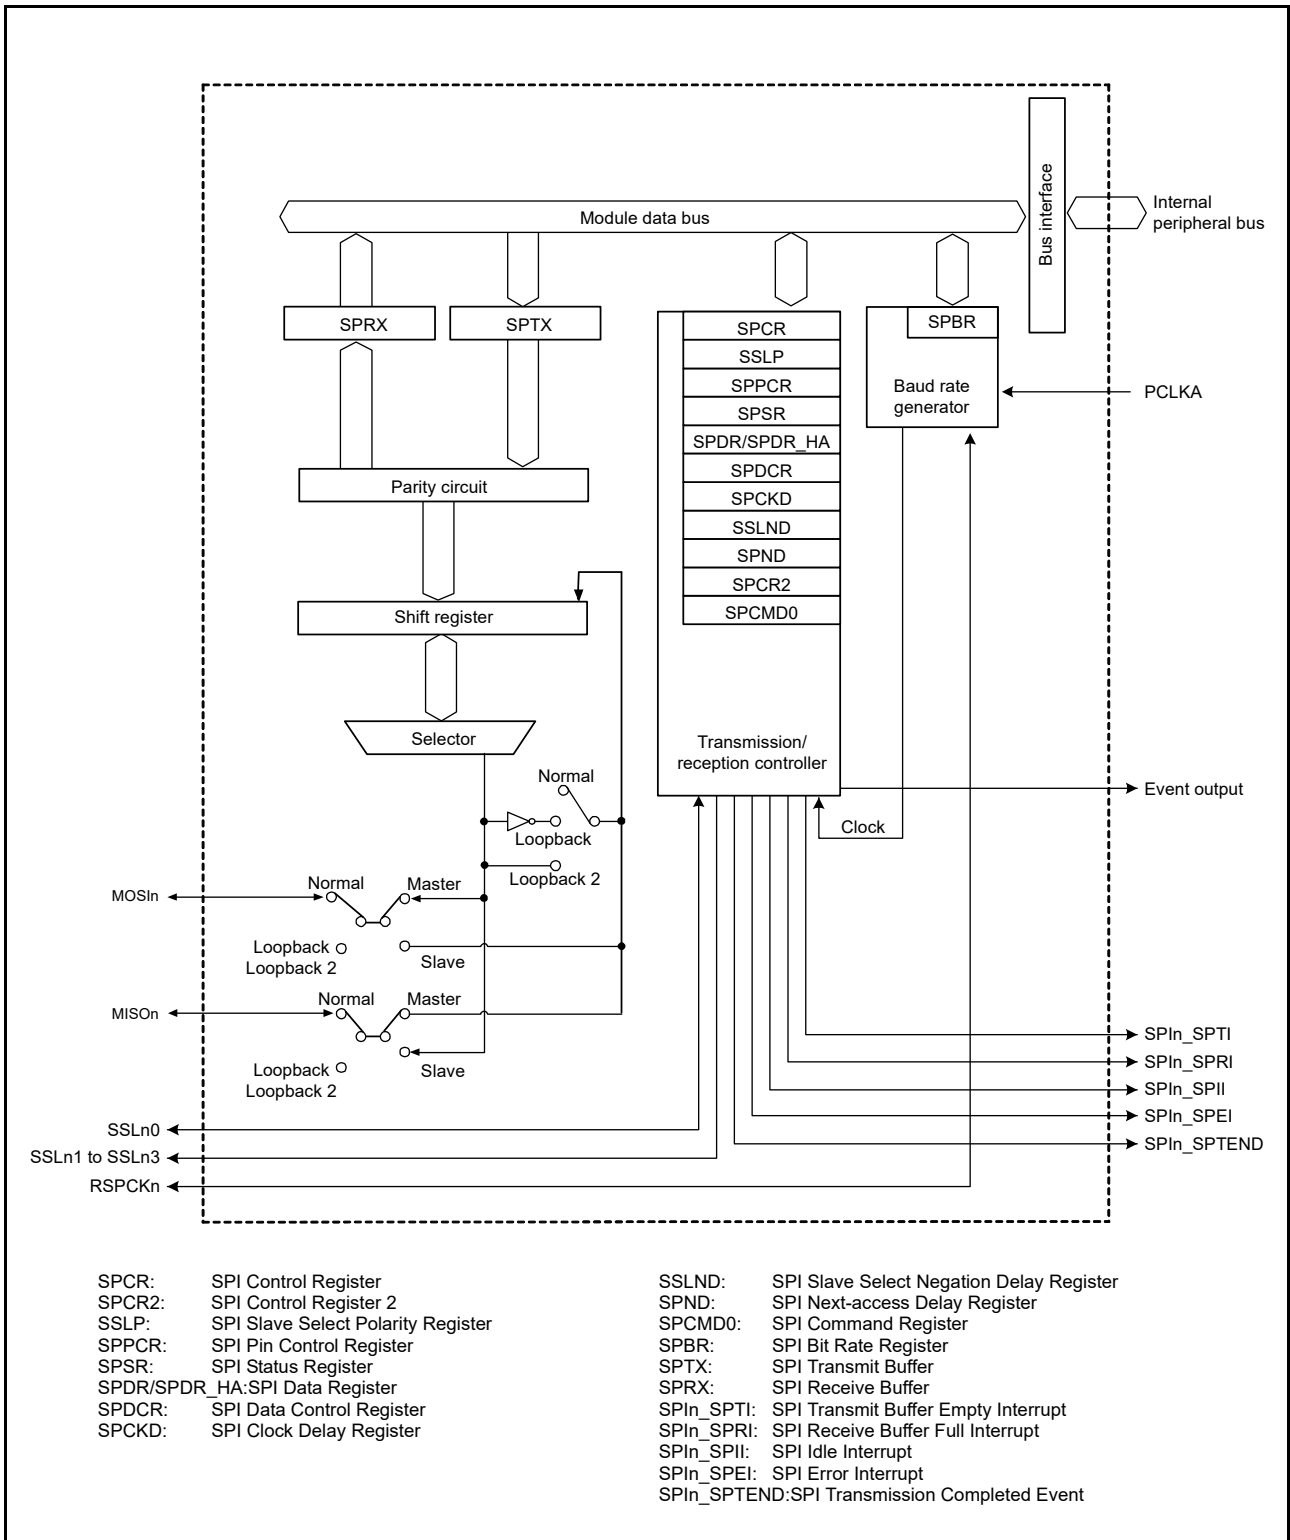 Bus interface
Internal
peripheral bus
Module data bus
SPRX
SPTX
SPCR
SSLP
SPPCR
SPSR
SPDR/SPDR_HA
SPDCR
SPCKD
SSLND
SPND
SPCR2
SPCMD0
SPBR
Baud rate
generator
PCLKA
Parity circuit
Shift register
Selector
Transmission/
reception controller
Normal
Loopback
Loopback 2
Clock
Event output
MOSIn
Normal
Master
Loopback
Loopback 2
Slave
MISOn
Normal
Master
Loopback
Loopback 2
Slave
SPIn_SPTI
SPIn_SPRI
SPIn_SPII
SPIn_SPEI
SPIn_SPTEND
SSLn0
SSLn1 to SSLn3
RSPCKn
SPCR: SPI Control Register
SPCR2: SPI Control Register 2
SSLP: SPI Slave Select Polarity Register
SPPCR: SPI Pin Control Register
SPSR: SPI Status Register
SPDR/SPDR_HA:SPI Data Register
SPDCR: SPI Data Control Register
SPCKD: SPI Clock Delay Register
SSLND: SPI Slave Select Negation Delay Register
SPND: SPI Next-access Delay Register
SPCMD0: SPI Command Register
SPBR: SPI Bit Rate Register
SPTX: SPI Transmit Buffer
SPRX: SPI Receive Buffer
SPIn_SPTI: SPI Transmit Buffer Empty Interrupt
SPIn_SPRI: SPI Receive Buffer Full Interrupt
SPIn_SPII: SPI Idle Interrupt
SPIn_SPEI: SPI Error Interrupt
SPIn_SPTEND:SPI Transmission Completed Event